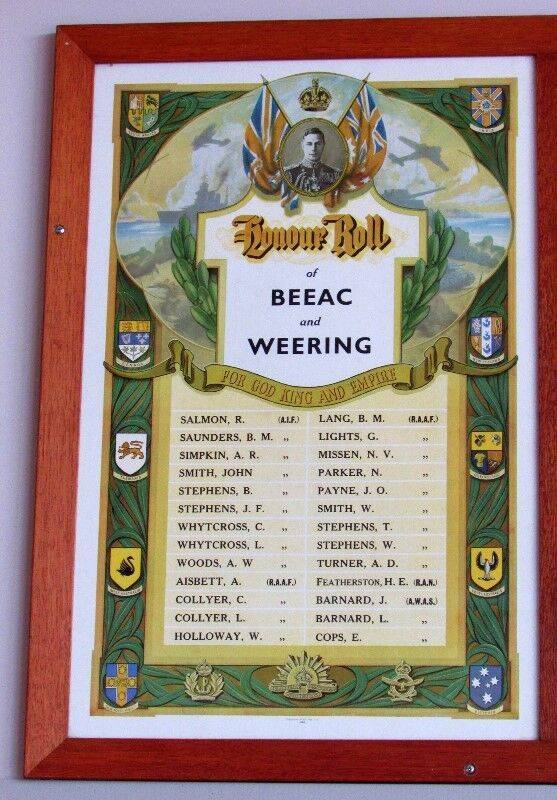 Honour Roll
of
BEEAC
and
WEERING
FOR GOD KING AND EMPIRE
SALMON, R. (A.I.F.)
SAUNDERS, B. M. „
SIMPKIN, A. R. „
SMITH, JOHN „
STEPHENS, B. „
STEPHENS, J. F. „
WHYTCROSS, C. „
WHYTCROSS, L. „
WOODS, A. W „
AISBETT, A. (R.A.A.F.)
COLLYER, C. „
COLLYER, L. „
HOLLOWAY, W. „
LANG, B. M. (R.A.A.F.)
LIGHTS, G. „
MISSEN, N. V. „
PARKER, N. „
PAYNE, J. O. „
SMITH, W. „
STEPHENS, T. „
STEPHENS, W. „
TURNER, A. D. „
FEATHERSTON, H. E. (R.A.N.)
BARNARD, J. (A.W.A.S.)
BARNARD, L. „
COPS, E. „